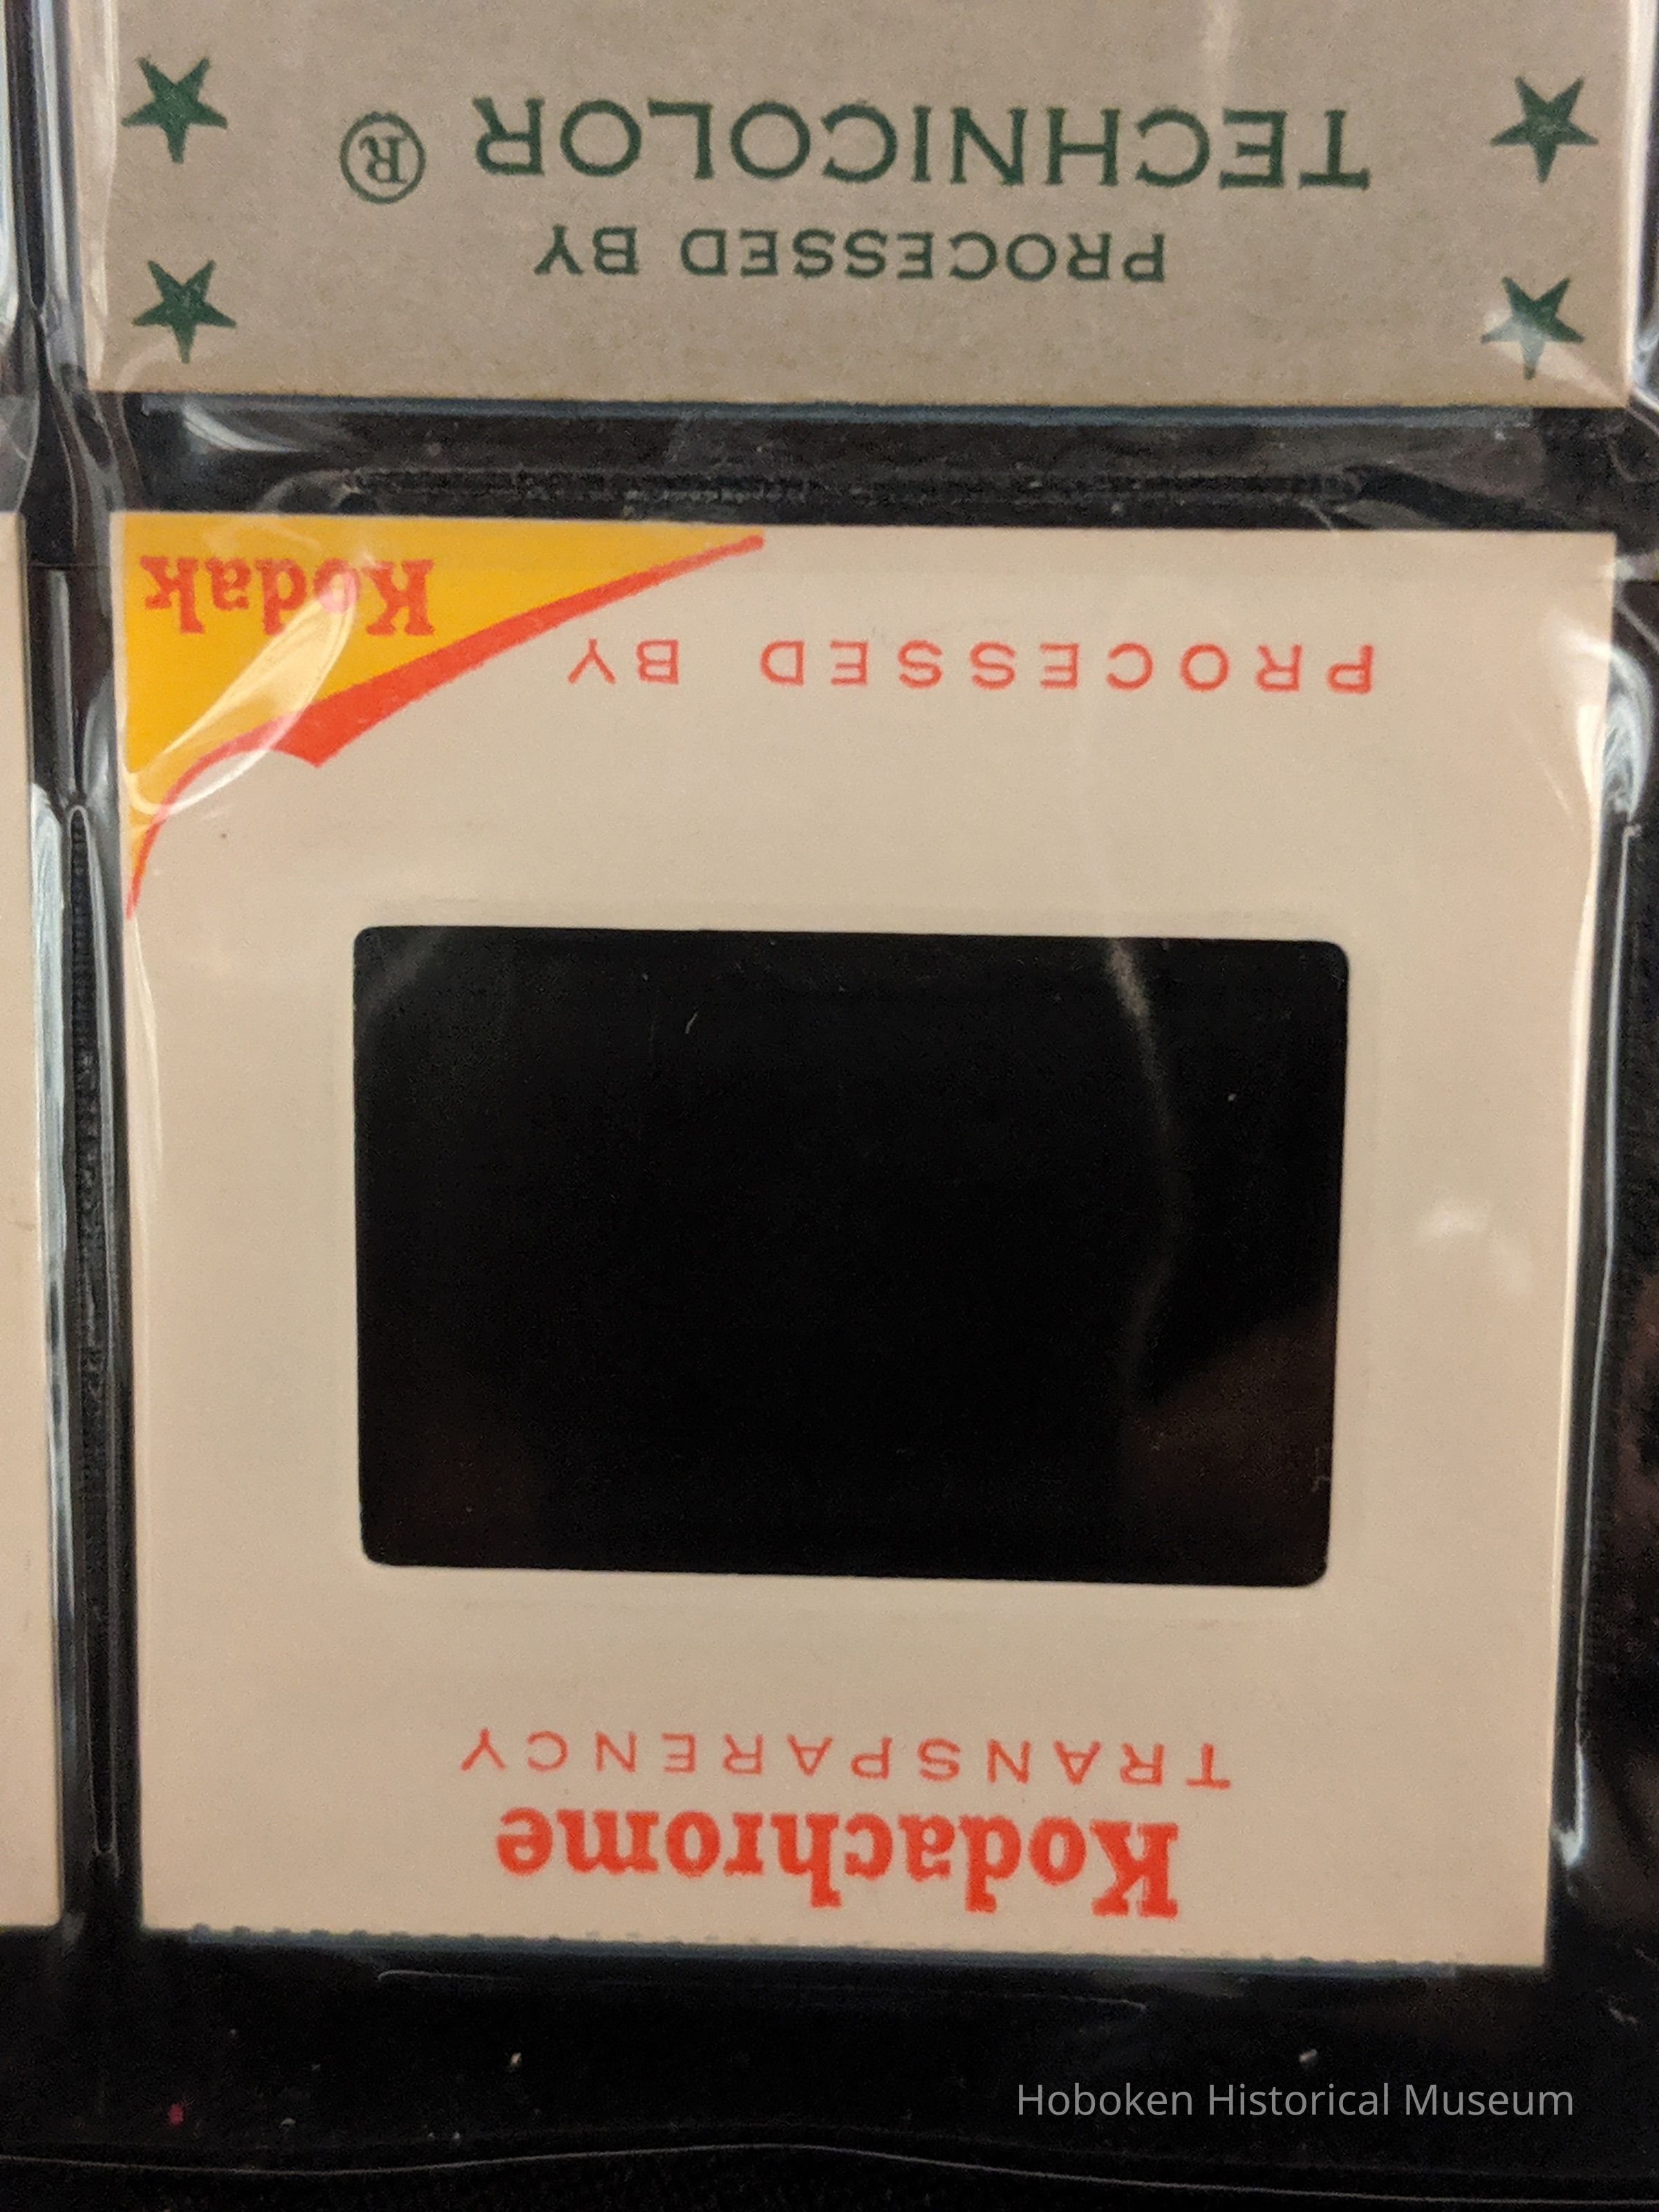 PROCESSED BY
TECHNICOLOR ®
Kodachrome
TRANSPARENCY
PROCESSED BY
Kodak
Hoboken Historical Museum